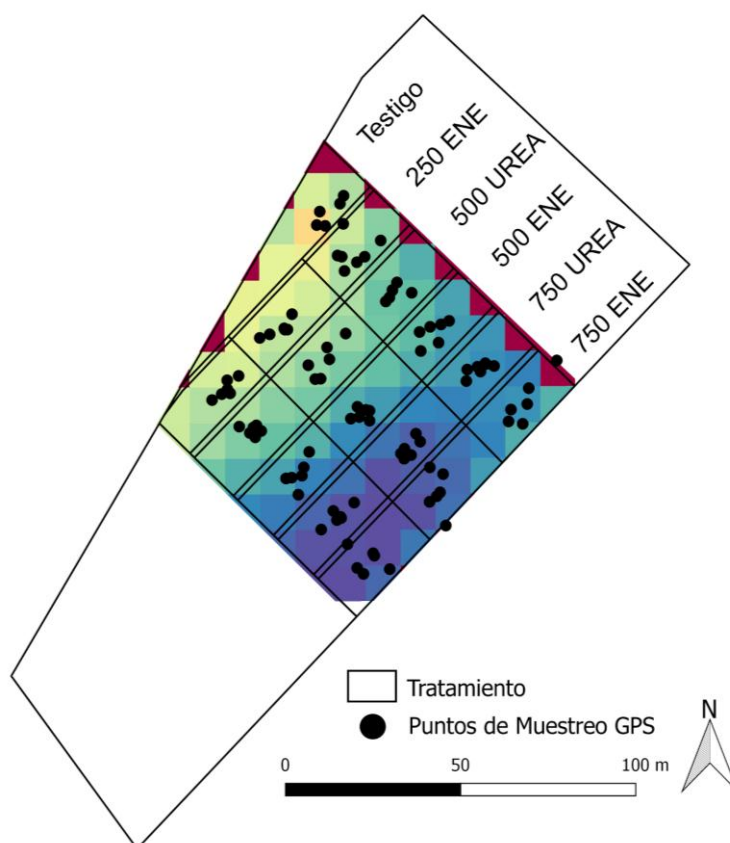 Testigo
250 ENE
500 UREA
500 ENE
750 UREA
750 ENE
Tratamiento
Puntos de Muestreo GPS
N
0 50 100 m